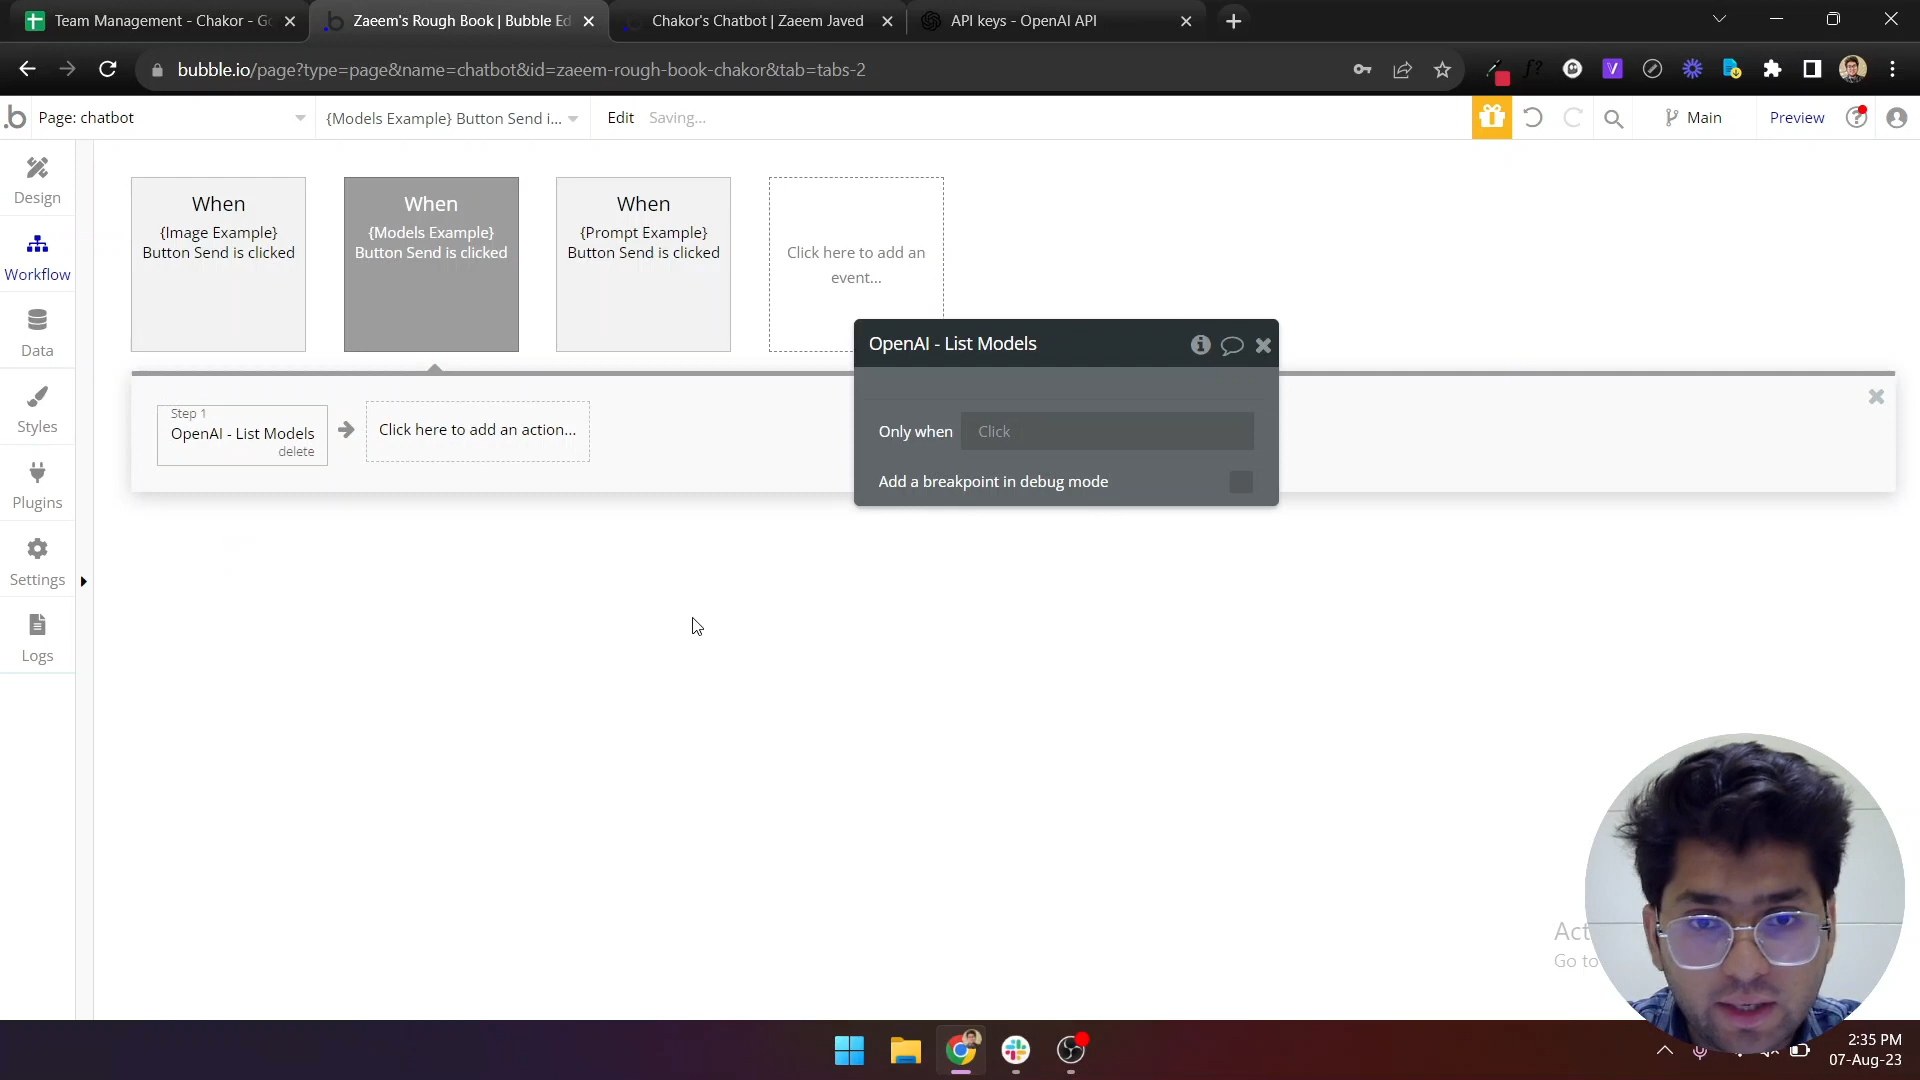 Team Management - Chakor - Go
Zaeem's Rough Book | Bubble Ed
Chakor's Chatbot | Zaeem Javed
API keys - OpenAI API
bubble.io/page?type=page&name=chatbot&id=zaeem-rough-book-chakor&tab=tabs-2
Page: chatbot
{Models Example} Button Send i...
Edit
Saving...
Main
Preview
Design
Workflow
Data
Styles
Plugins
Settings
Logs
When
{Image Example}
Button Send is clicked
When
{Models Example}
Button Send is clicked
When
{Prompt Example}
Button Send is clicked
Click here to add an
event...
OpenAI - List Models
Only when
Click
Add a breakpoint in debug mode
Step 1
OpenAI - List Models
delete
Click here to add an action...
Act
Go to
2:35 PM
07-Aug-23